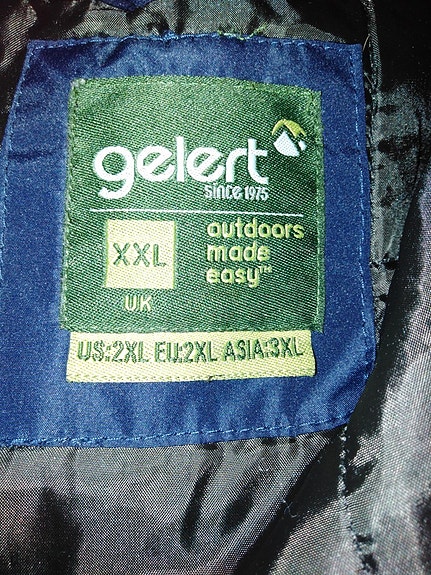 gelert
since 1975
XXL
UK
outdoors
made
easy™
US:2XL EU:2XL ASIA:3XL